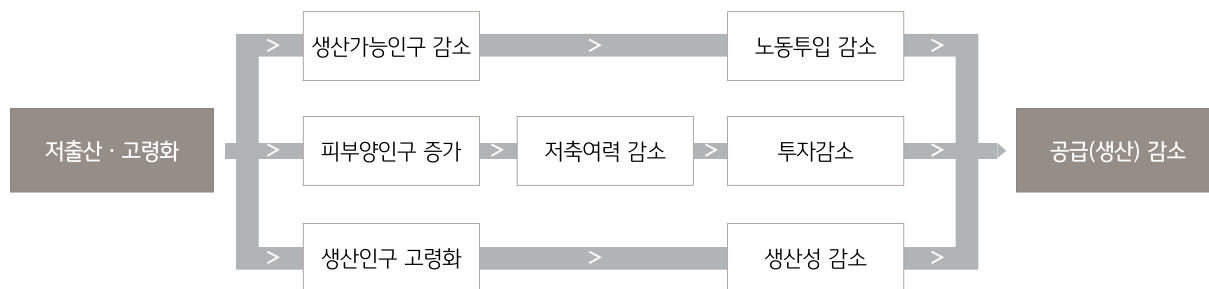 저출산 · 고령화
생산가능인구 감소
노동투입 감소
피부양인구 증가
저축여력 감소
투자감소
생산인구 고령화
생산성 감소
공급(생산) 감소